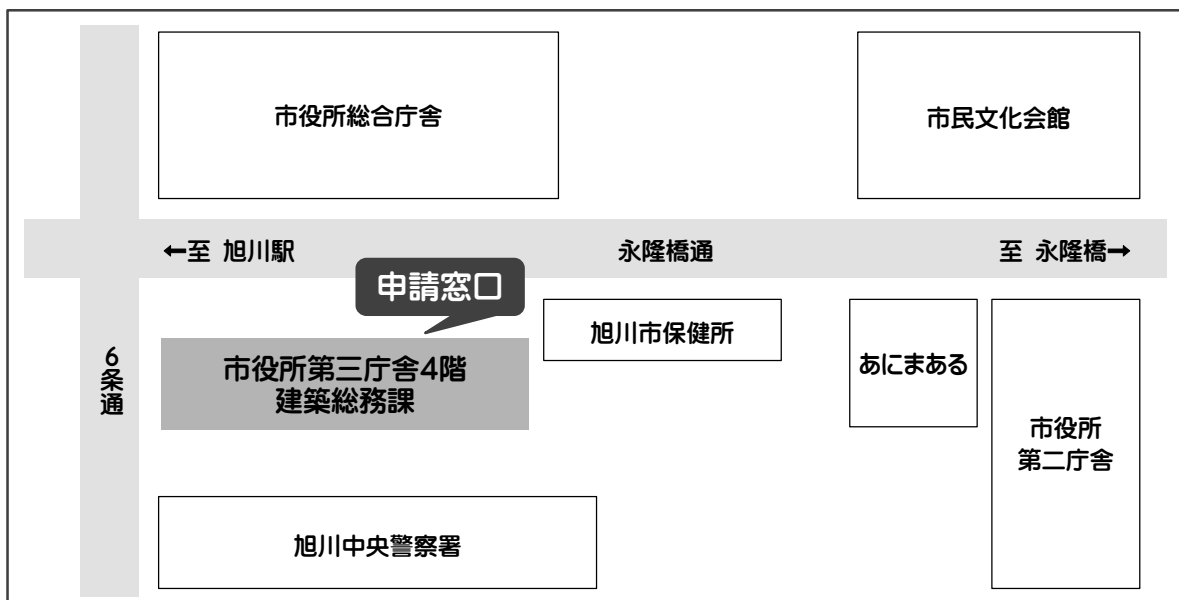 市役所総合庁舎
市民文化会館
←至 旭川駅
永隆橋通
至 永隆橋→
申請窓口
6条通
市役所第三庁舎4階
建築総務課
旭川市保健所
あにまある
市役所
第二庁舎
旭川中央警察署